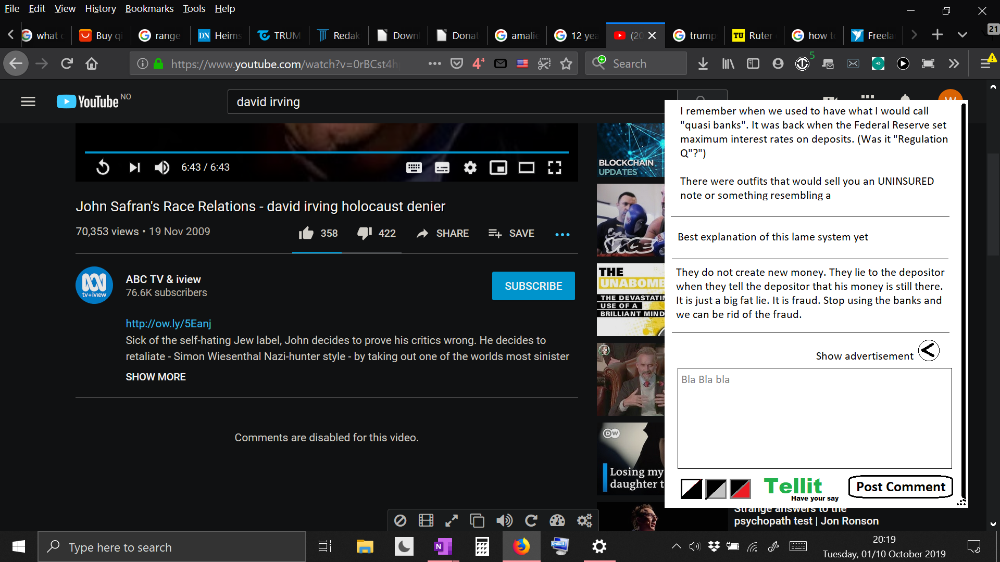 File Edit View History Bookmarks Tools Help
what
Buy qi
range
DN Heims
TRUM
Redak
Down
Donat
amalie
12 yea
(20
trump
TU Ruter
how to
Freela
21
https://www.youtube.com/watch?v=0rBCst4h
4⁴
Search
5
YouTube NO
david irving
W
6:43 / 6:43
John Safran's Race Relations - david irving holocaust denier
70,353 views • 19 Nov 2009
358
422
SHARE
SAVE
tv+iview
ABC TV & iview
76.6K subscribers
SUBSCRIBE
http://ow.ly/5Eanj
Sick of the self-hating Jew label, John decides to prove his critics wrong. He decides to
retaliate - Simon Wiesenthal Nazi-hunter style - by taking out one of the worlds most sinister
SHOW MORE
Comments are disabled for this video.
BLOCKCHAIN
UPDATES
VICE
THE
UNABOMB
THE DEVASTATIN
USE OF A
BRILLIANT MIND
DW
Losing my
daughter t
Strange answers to the
psychopath test | Jon Ronson
I remember when we used to have what I would call
"quasi banks". It was back when the Federal Reserve set
maximum interest rates on deposits. (Was it "Regulation
Q"?")
There were outfits that would sell you an UNINSURED
note or something resembling a
Best explanation of this lame system yet
They do not create new money. They lie to the depositor
when they tell the depositor that his money is still there.
It is just a big fat lie. It is fraud. Stop using the banks and
we can be rid of the fraud.
Show advertisement
Bla Bla bla
Tellit
Have your say
Post Comment
Type here to search
N
20:19
Tuesday, 01/10 October 2019